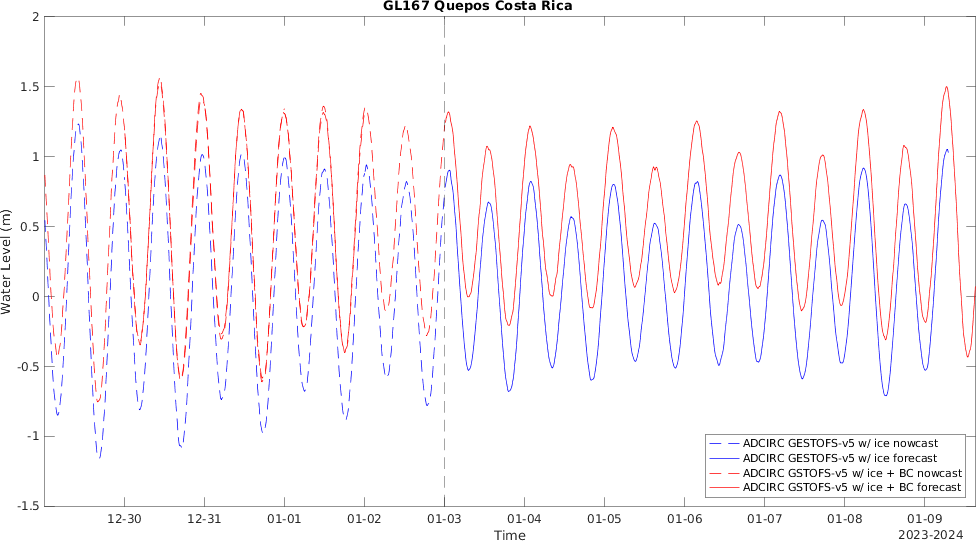 GL167 Quepos Costa Rica
2
1.5
1
0.5
0
-0.5
-1
-1.5
Water Level (m)
12-30 12-31 01-01 01-02 01-03 01-04 01-05 01-06 01-07 01-08 01-09
Time
2023-2024
ADCIRC GESTOFS-v5 w/ ice nowcast
ADCIRC GESTOFS-v5 w/ ice forecast
ADCIRC GSTOFS-v5 w/ ice + BC nowcast
ADCIRC GSTOFS-v5 w/ ice + BC forecast